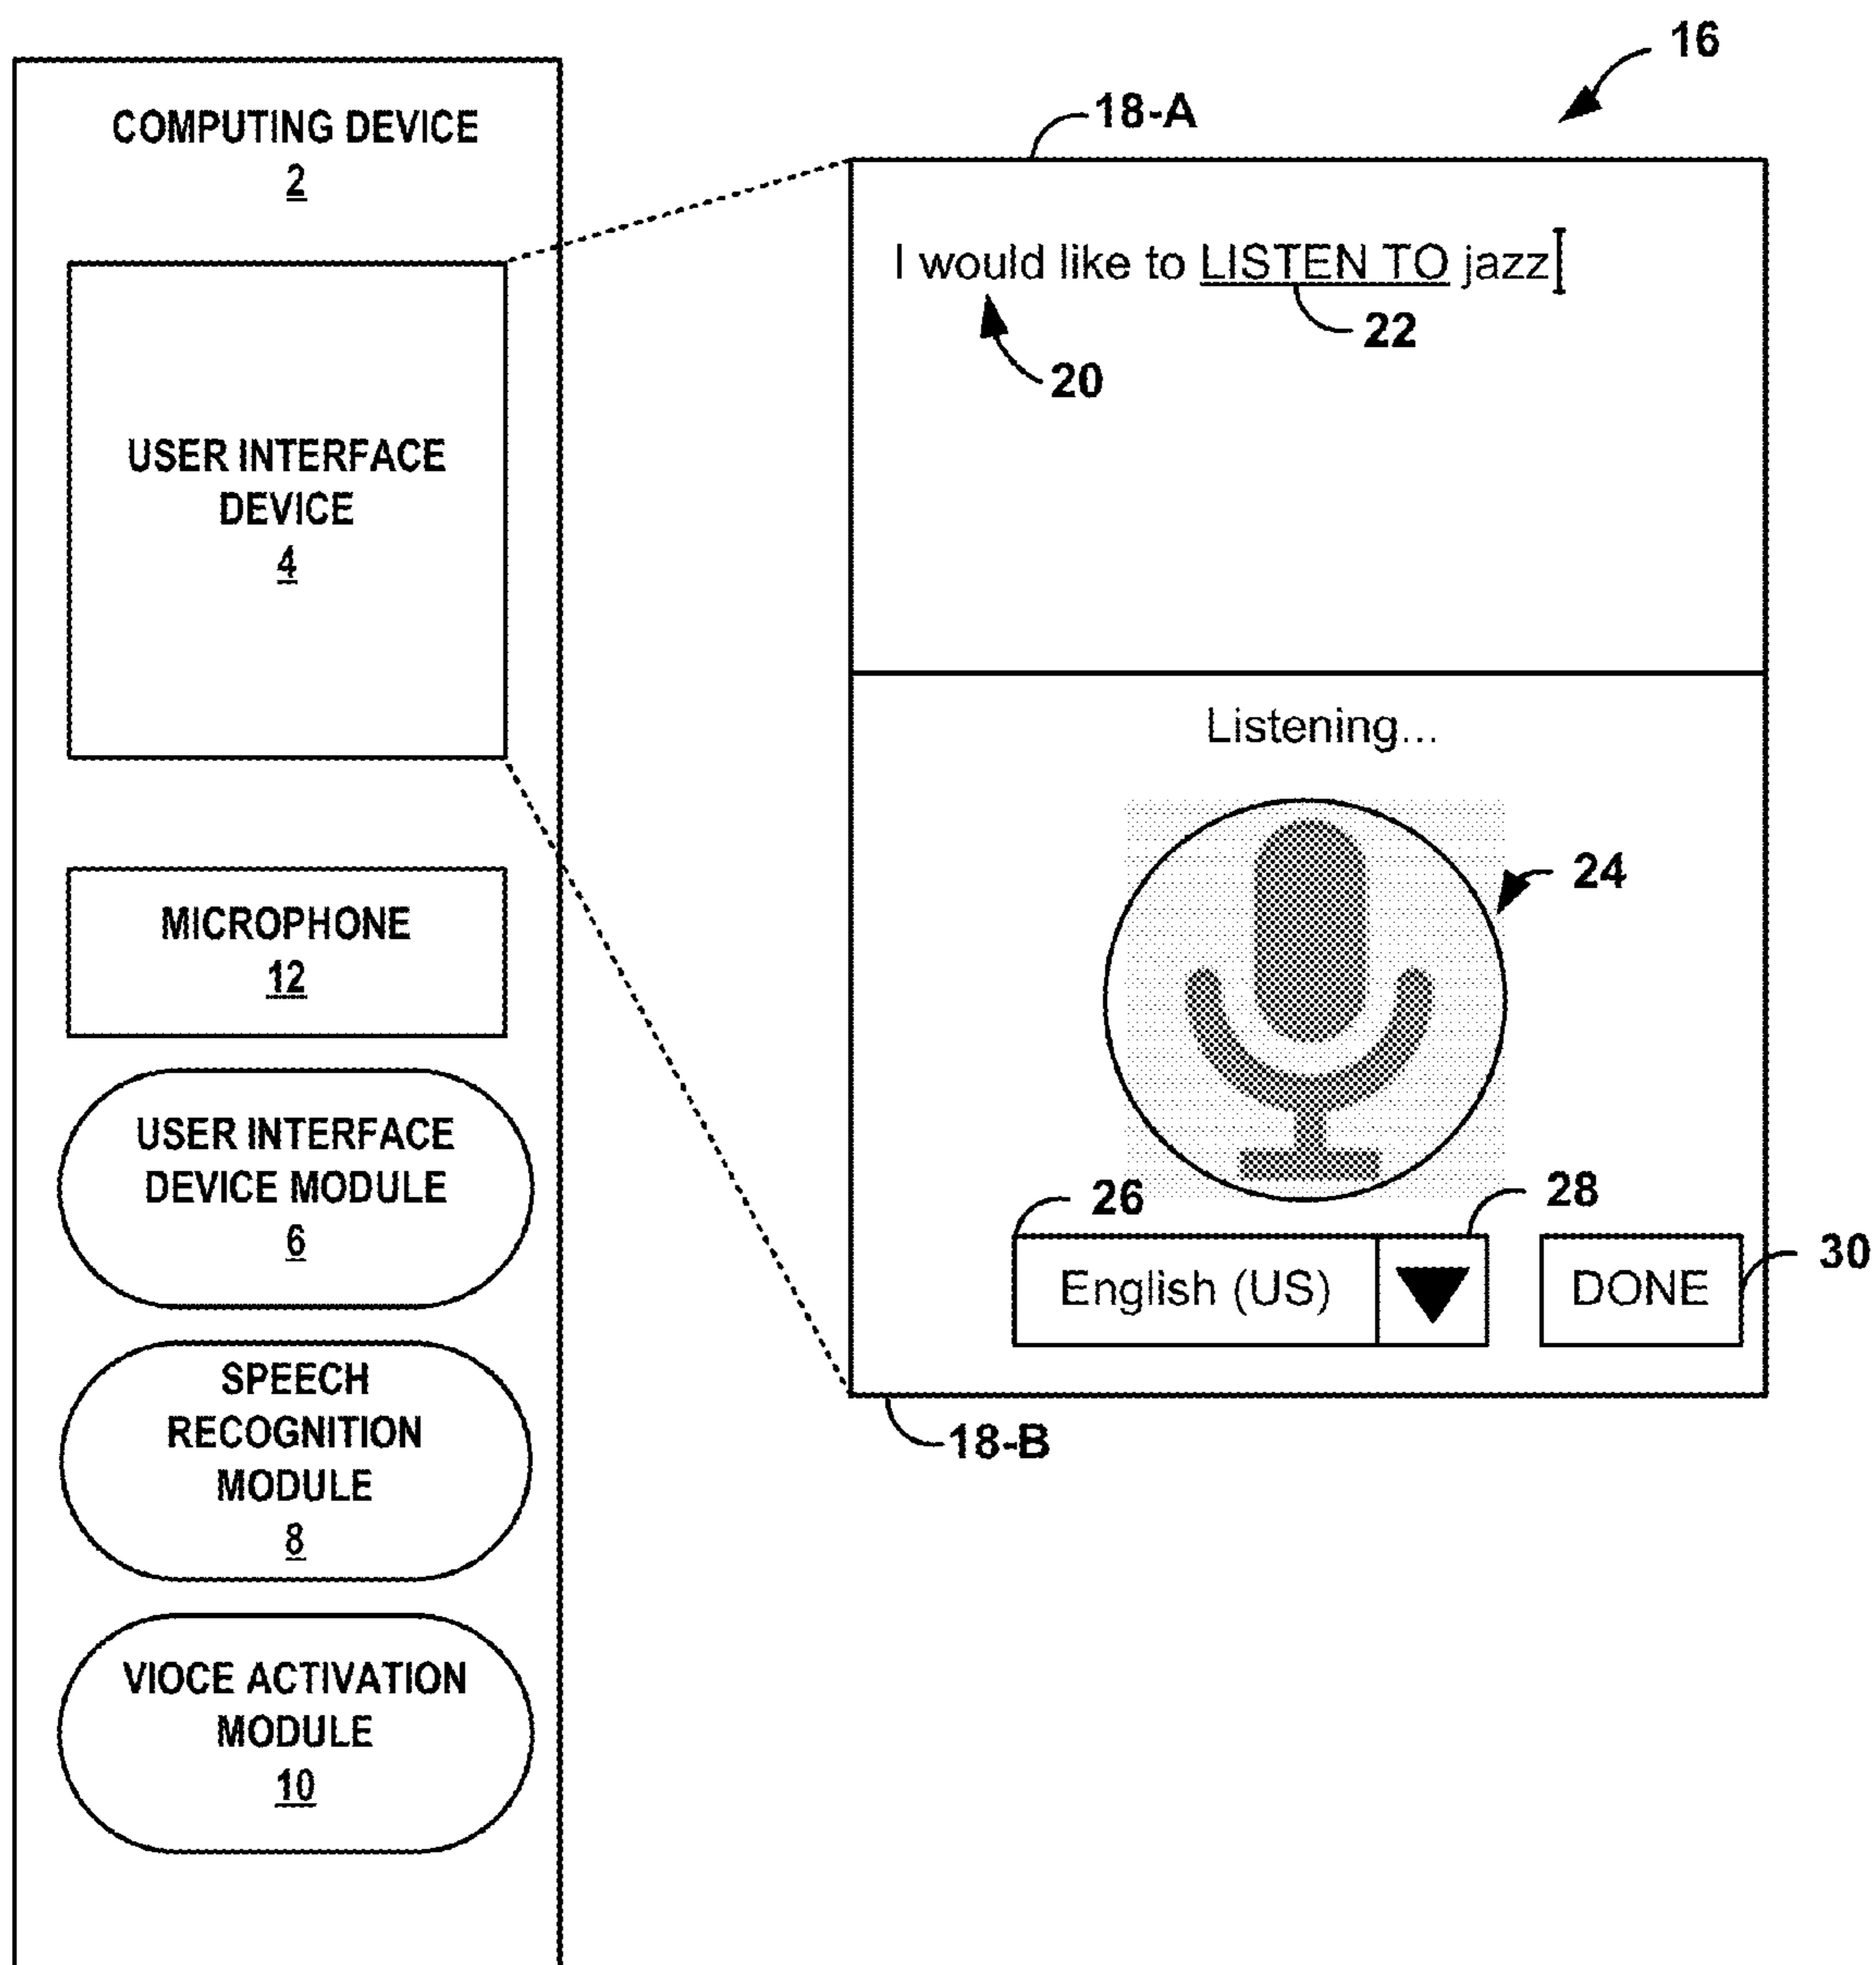 COMPUTING DEVICE
2
USER INTERFACE
DEVICE
4
MICROPHONE
12
USER INTERFACE
DEVICE MODULE
6
SPEECH
RECOGNITION
MODULE
8
VIOCE ACTIVATION
MODULE
10
16
18-A
I would like to LISTEN TO jazz
22
20
Listening...
24
26
28
English (US)
DONE
30
18-B